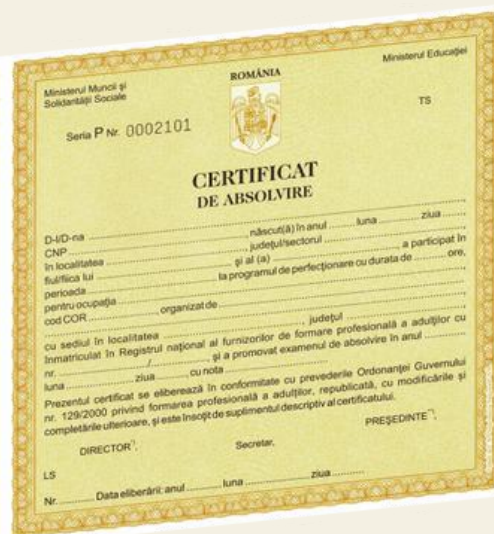 Ministerul Muncii și
Solidarității Sociale
ROMÂNIA
Ministerul Educației
Seria P Nr. 0002101
TS
CERTIFICAT
DE ABSOLVIRE
D-l/D-na ..............................................................................................,
CNP ................................, născut(ă) în anul ........ luna ........ ziua ......,
în localitatea ................................, județul/sectorul ................................,
fiul/fiica lui ................................ și al (a) ................................, a participat în
perioada ................................ la programul de perfecționare cu durata de ........ ore,
pentru ocupația ..............................................................................................,
cod COR ................, organizat de ................................................................,
cu sediul în localitatea ................................, județul ................................,
înmatriculat în Registrul național al furnizorilor de formare profesională a adulților cu
nr. ................/................, și a promovat examenul de absolvire în anul ........
luna ................ ziua ........ cu nota ................................
Prezentul certificat se eliberează în conformitate cu prevederile Ordonanței Guvernului
nr. 129/2000 privind formarea profesională a adulților, republicată, cu modificările și
completările ulterioare, și este însoțit de suplimentul descriptiv al certificatului.
DIRECTOR*),
Secretar,
PREȘEDINTE**),
LS
Nr. ............ Data eliberării: anul ............ luna ............ ziua ............